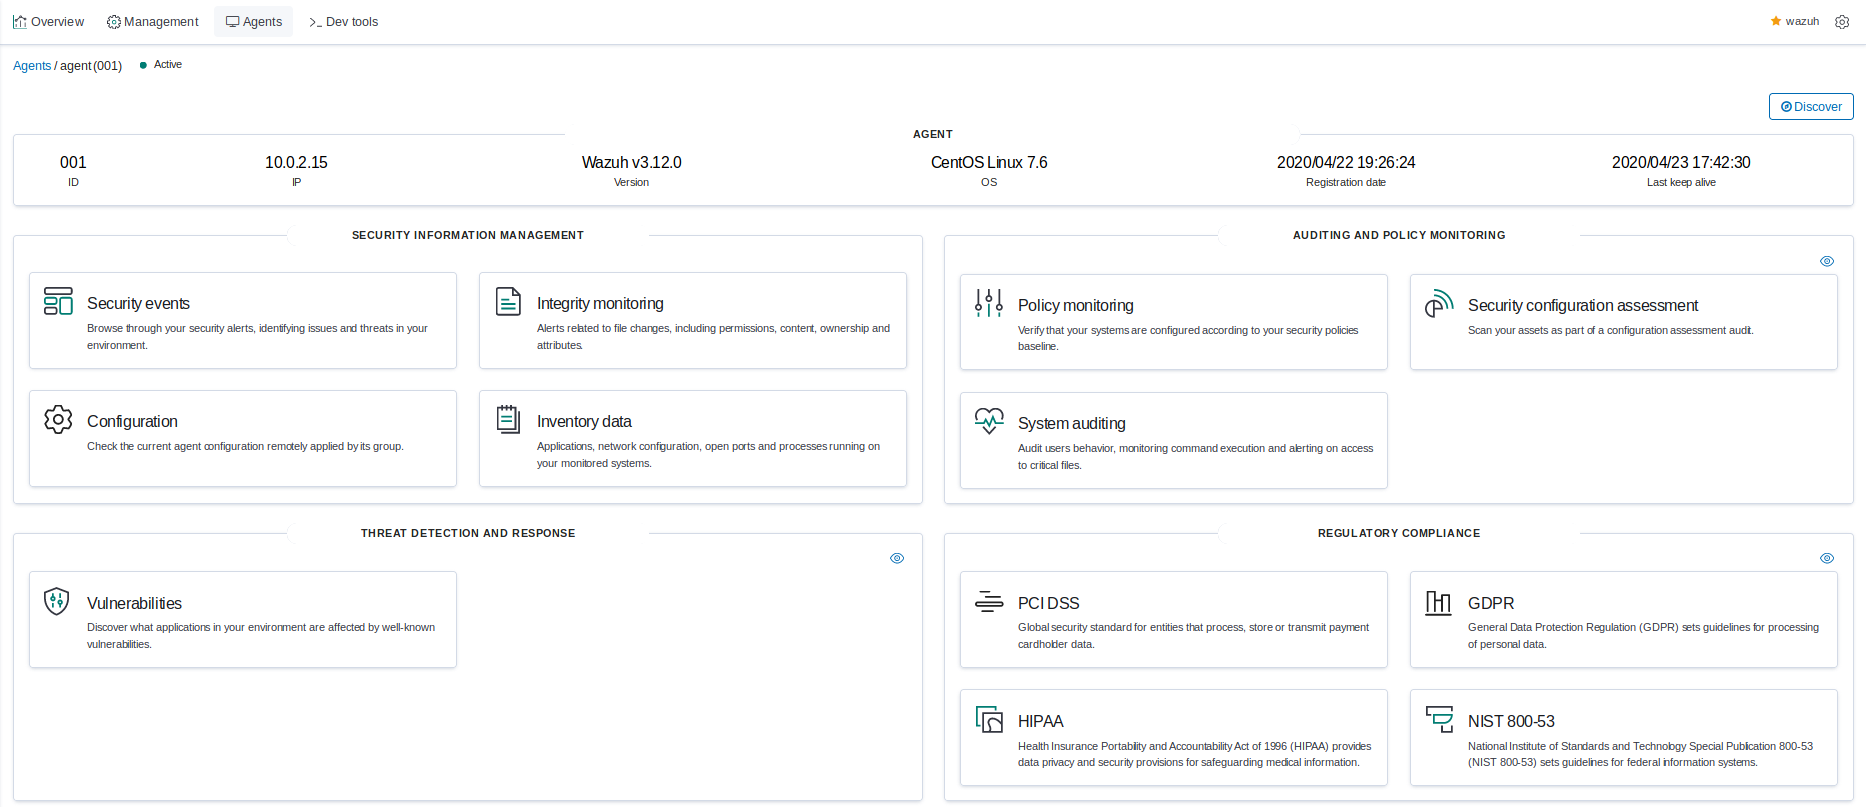 Overview Management Agents Dev tools wazuh
Agents / agent (001) Active
Discover
AGENT
001 10.0.2.15 Wazuh v3.12.0 CentOS Linux 7.6 2020/04/22 19:26:24 2020/04/23 17:42:30
ID IP Version OS Registration date Last keep alive
SECURITY INFORMATION MANAGEMENT
Security events
Browse through your security alerts, identifying issues and threats in your
environment.
Integrity monitoring
Alerts related to file changes, including permissions, content, ownership and
attributes.
Configuration
Check the current agent configuration remotely applied by its group.
Inventory data
Applications, network configuration, open ports and processes running on
your monitored systems.
AUDITING AND POLICY MONITORING
Policy monitoring
Verify that your systems are configured according to your security policies
baseline.
Security configuration assessment
Scan your assets as part of a configuration assessment audit.
System auditing
Audit users behavior, monitoring command execution and alerting on access
to critical files.
THREAT DETECTION AND RESPONSE
Vulnerabilities
Discover what applications in your environment are affected by well-known
vulnerabilities.
REGULATORY COMPLIANCE
PCI DSS
Global security standard for entities that process, store or transmit payment
cardholder data.
GDPR
General Data Protection Regulation (GDPR) sets guidelines for processing
of personal data.
HIPAA
Health Insurance Portability and Accountability Act of 1996 (HIPAA) provides
data privacy and security provisions for safeguarding medical information.
NIST 800-53
National Institute of Standards and Technology Special Publication 800-53
(NIST 800-53) sets guidelines for federal information systems.